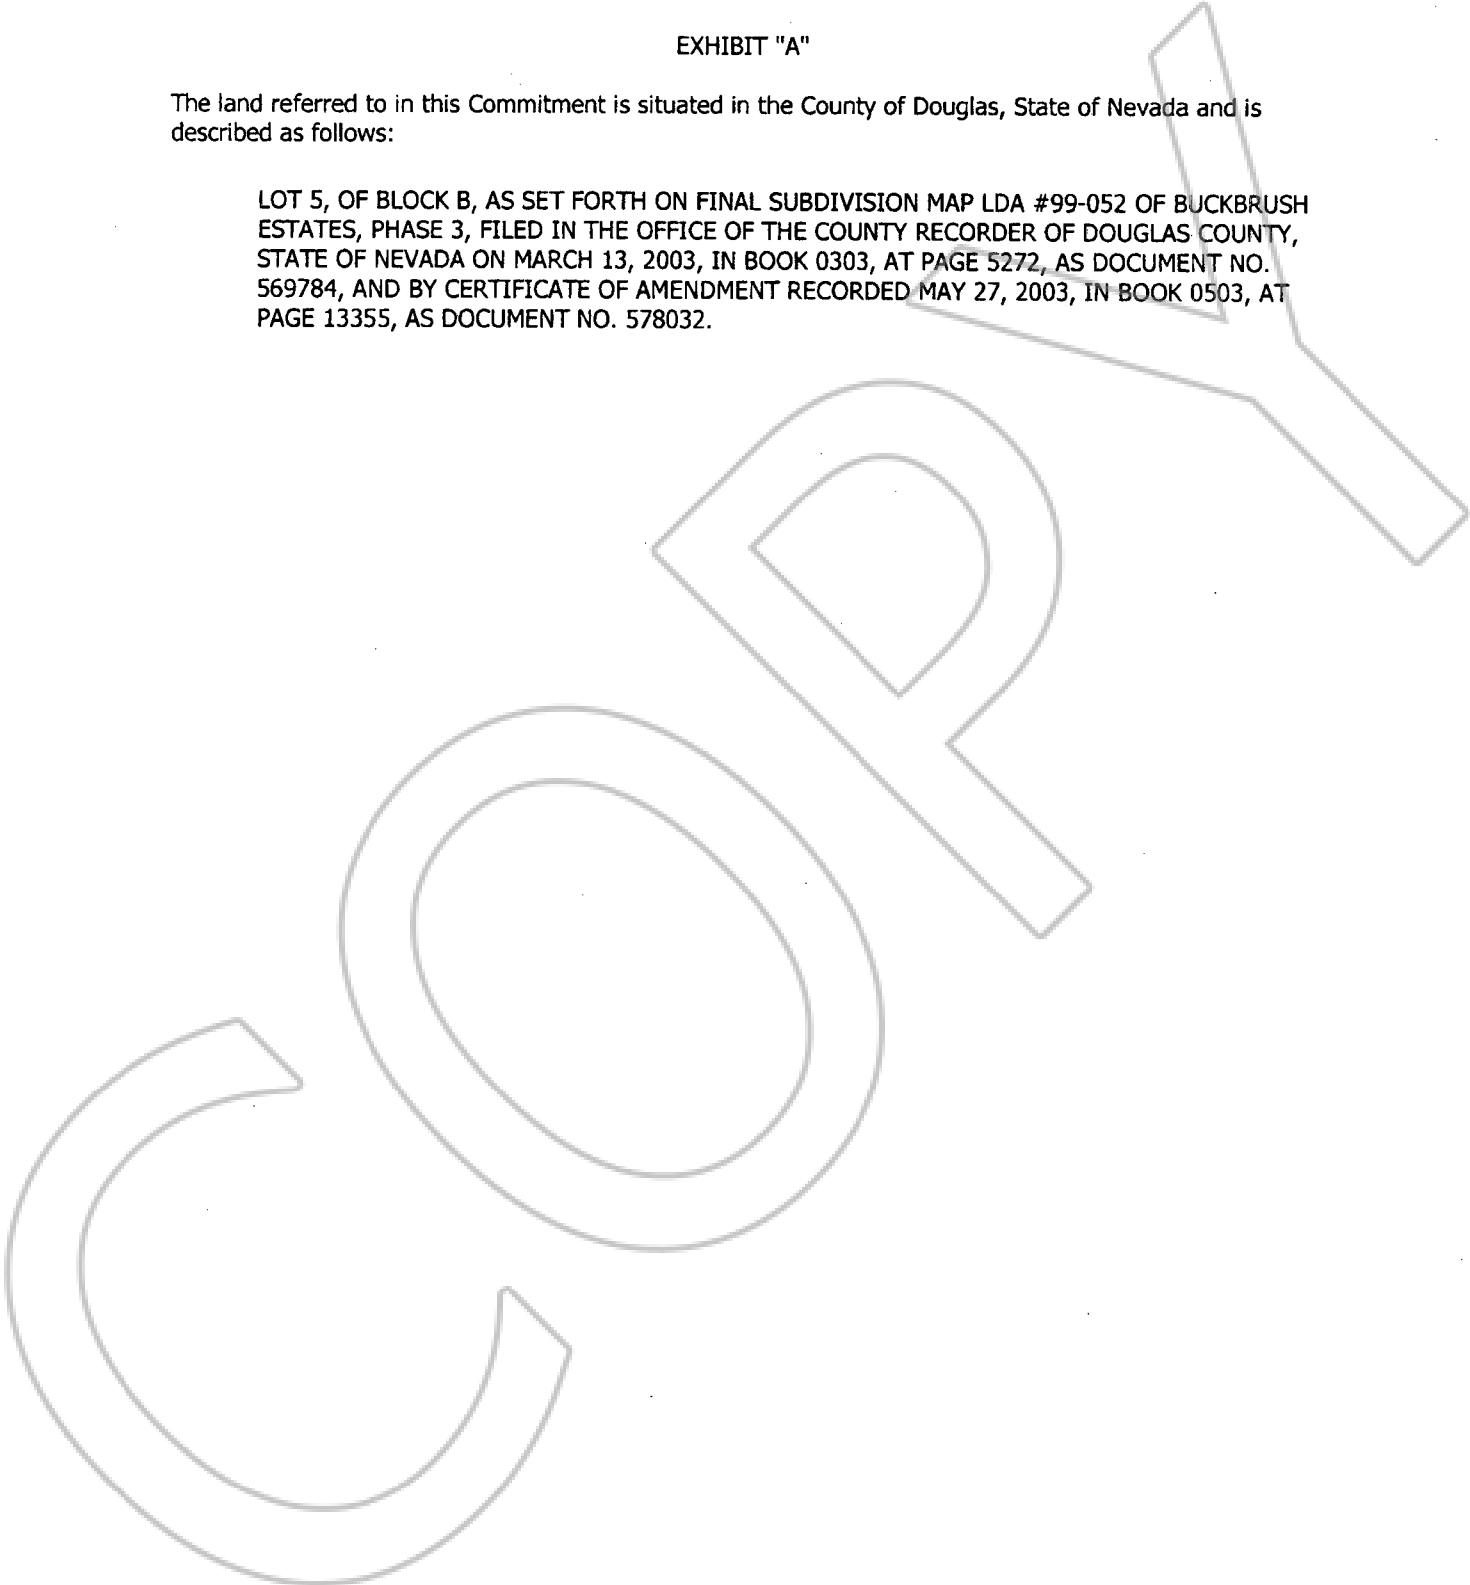 EXHIBIT "A"
The land referred to in this Commitment is situated in the County of Douglas, State of Nevada and is
described as follows:
LOT 5, OF BLOCK B, AS SET FORTH ON FINAL SUBDIVISION MAP LDA #99-052 OF BUCKBRUSH
ESTATES, PHASE 3, FILED IN THE OFFICE OF THE COUNTY RECORDER OF DOUGLAS COUNTY,
STATE OF NEVADA ON MARCH 13, 2003, IN BOOK 0303, AT PAGE 5272, AS DOCUMENT NO.
569784, AND BY CERTIFICATE OF AMENDMENT RECORDED MAY 27, 2003, IN BOOK 0503, AT
PAGE 13355, AS DOCUMENT NO. 578032.
COPY